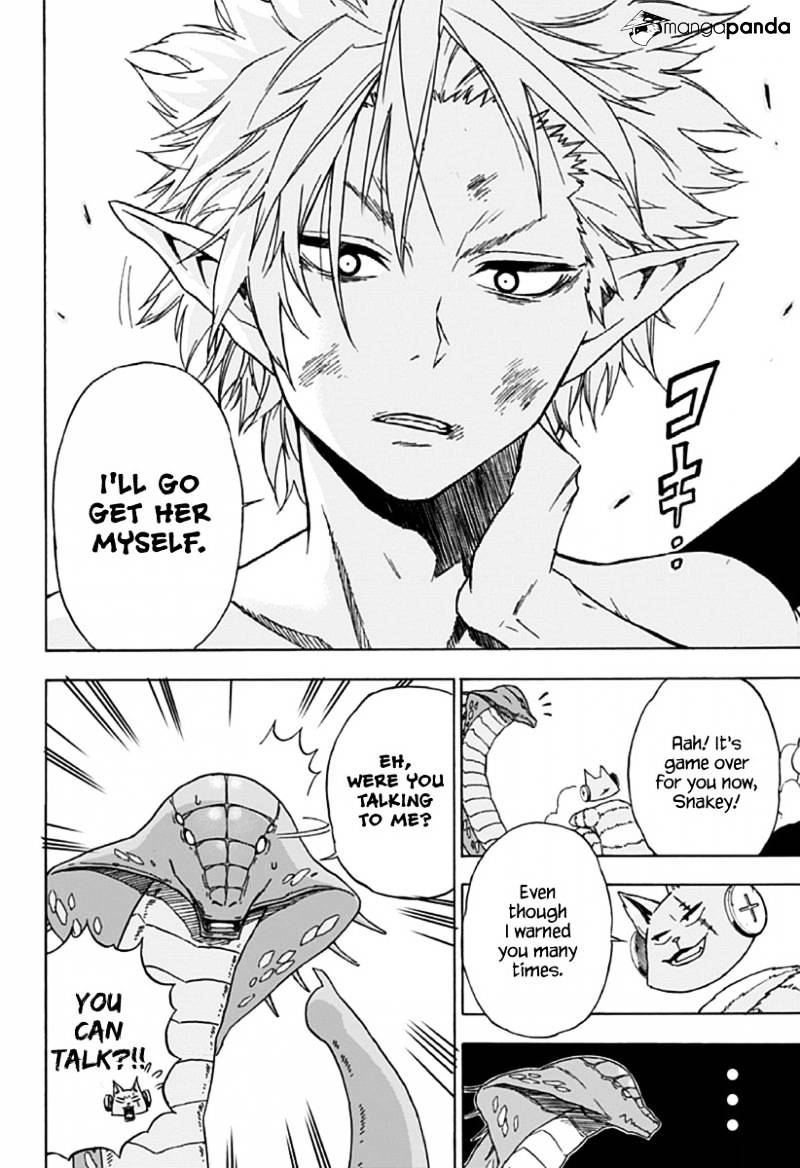 mangapanda
I'LL GO
GET HER
MYSELF.
コキ...
Aah! It's
game over
for you now,
Snakey!
Even
though
I warned
you many
times.
EH,
WERE YOU
TALKING
TO ME?
YOU
CAN
TALK?!!